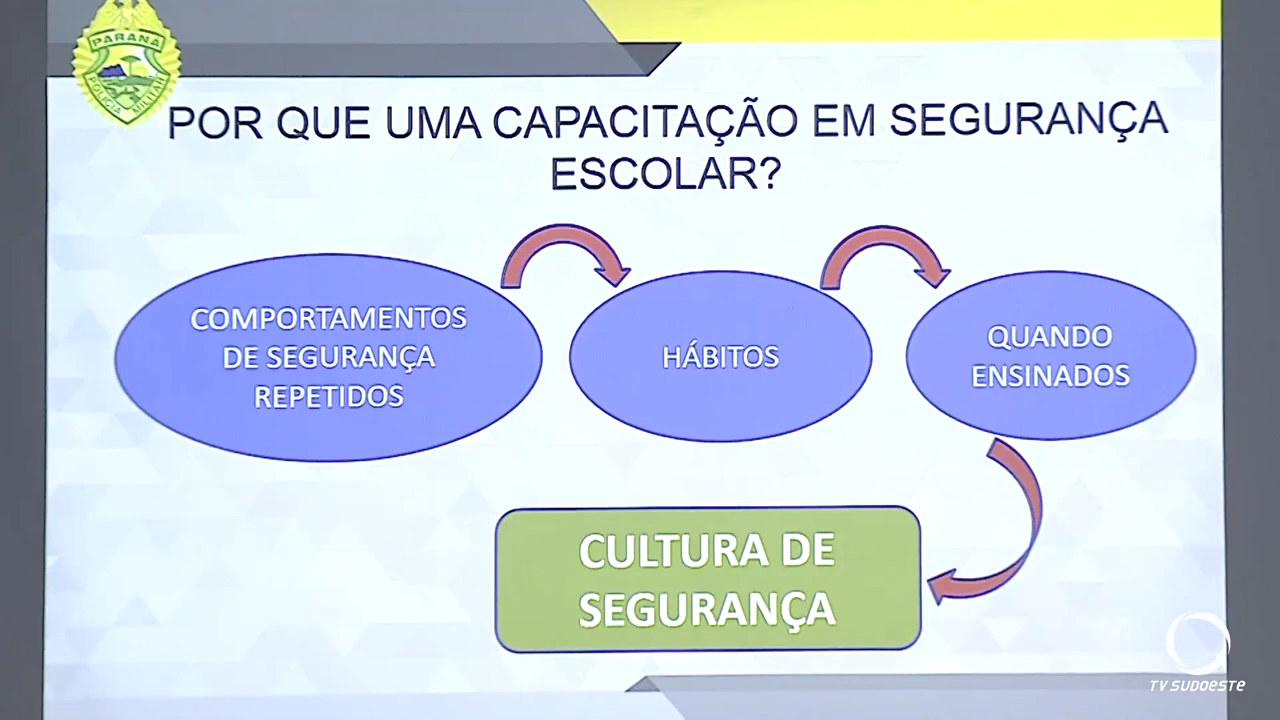 PARANÁ
POLÍCIA MILITAR
POR QUE UMA CAPACITAÇÃO EM SEGURANÇA
ESCOLAR?
COMPORTAMENTOS
DE SEGURANÇA
REPETIDOS
HÁBITOS
QUANDO
ENSINADOS
CULTURA DE
SEGURANÇA
TV SUDOESTE